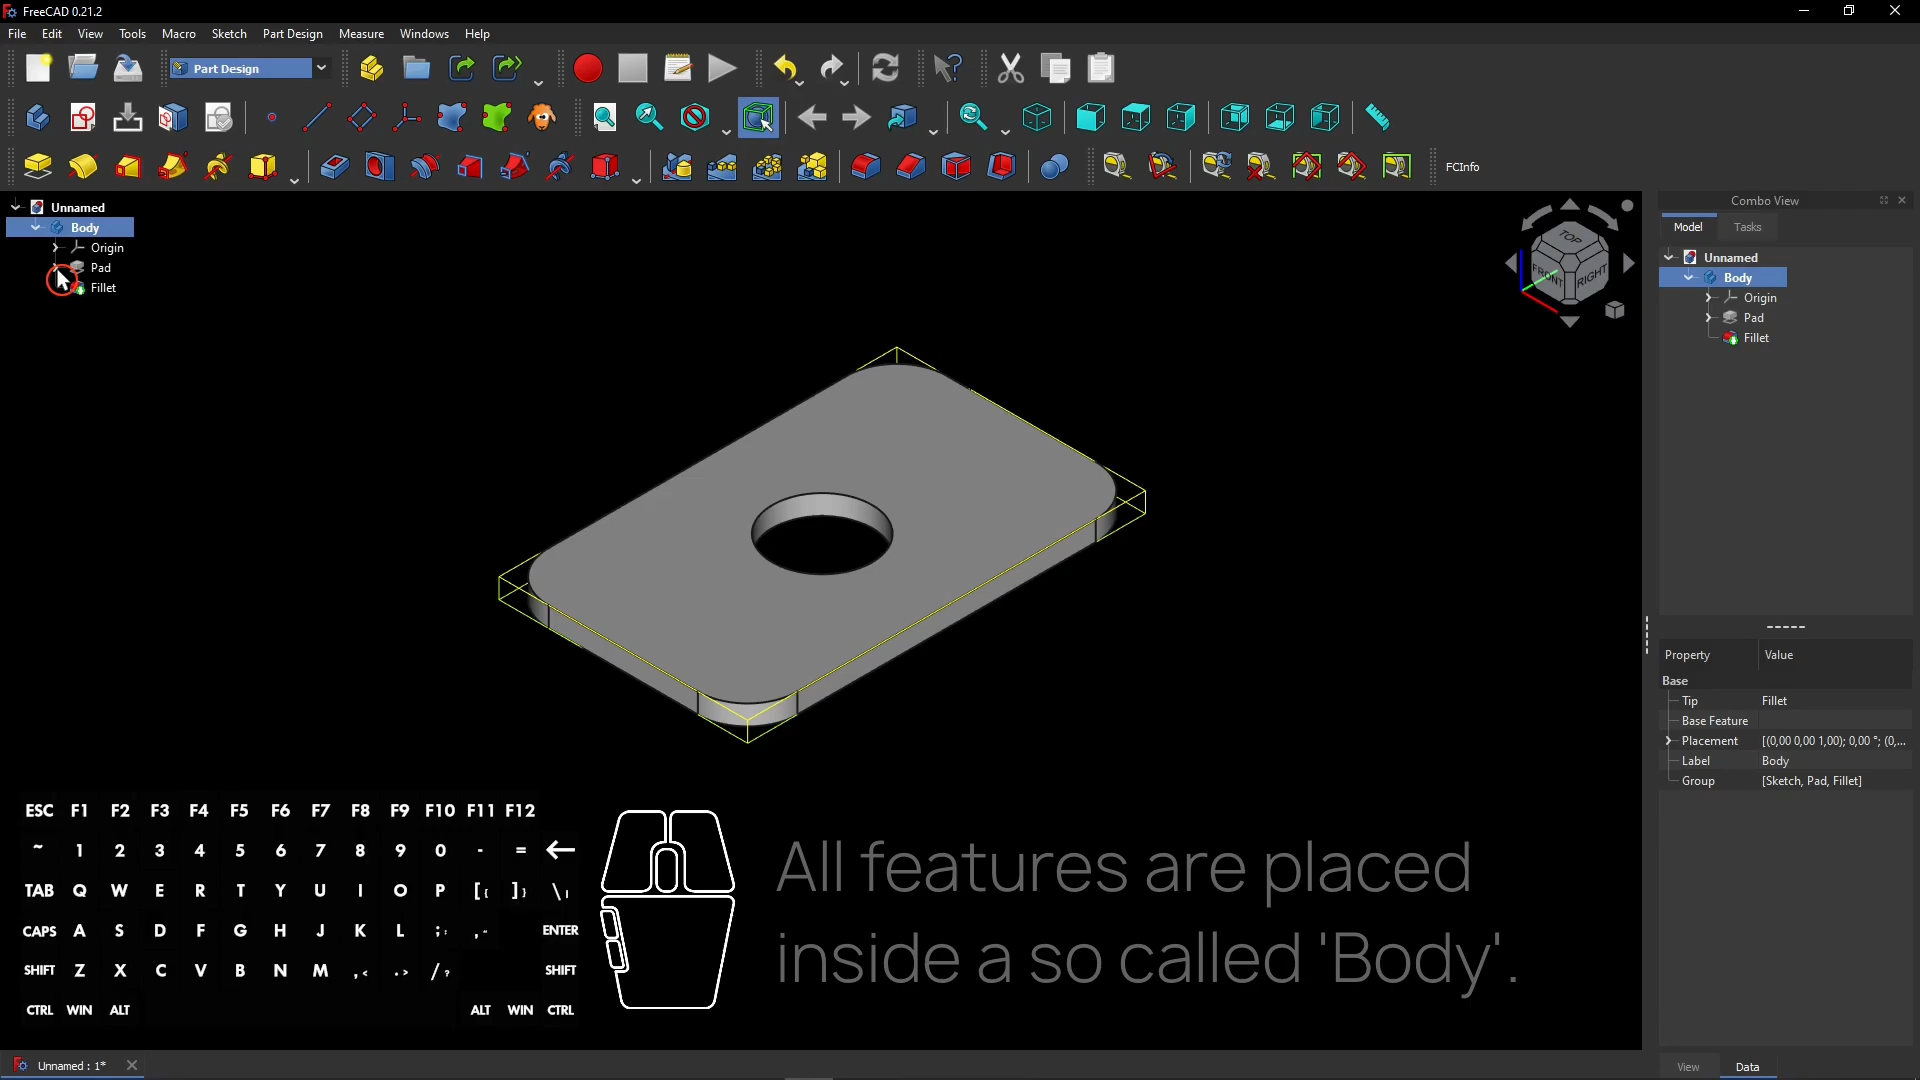 FreeCAD 0.21.2
File Edit View Tools Macro Sketch Part Design Measure Windows Help
Part Design
FCInfo
Unnamed
Body
Origin
Pad
Fillet
TOP
FRONT
RIGHT
Combo View
Model Tasks
Unnamed
Body
Origin
Pad
Fillet
Property Value
Base
Tip Fillet
Base Feature
Placement [(0,00 0,00 1,00); 0,00 °; (0,...
Label Body
Group [Sketch, Pad, Fillet]
ESC F1 F2 F3 F4 F5 F6 F7 F8 F9 F10 F11 F12
~ 1 2 3 4 5 6 7 8 9 0 - = ←
TAB Q W E R T Y U I O P [{ ]} \|
CAPS A S D F G H J K L ;: ," ENTER
SHIFT Z X C V B N M ,< .> /? SHIFT
CTRL WIN ALT ALT WIN CTRL
All features are placed
inside a so called 'Body'.
Unnamed : 1*
View Data